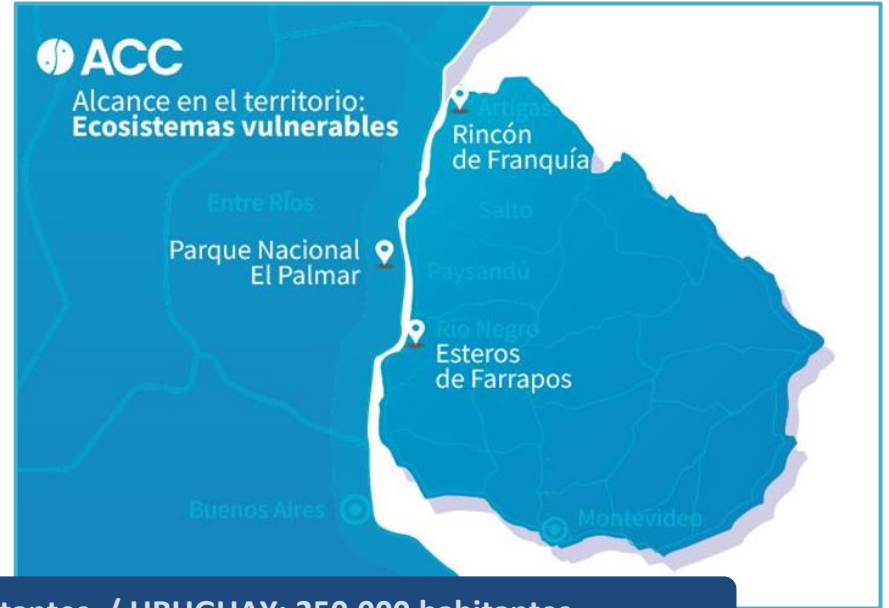 ACC
Alcance en el territorio:
Ecosistemas vulnerables
Artigas
Rincón
de Franquía
Entre Ríos
Salto
Parque Nacional
El Palmar
Paysandú
Río Negro
Esteros
de Farrapos
Buenos Aires
Montevideo
/ URUGUAY: 250.000 habitantes